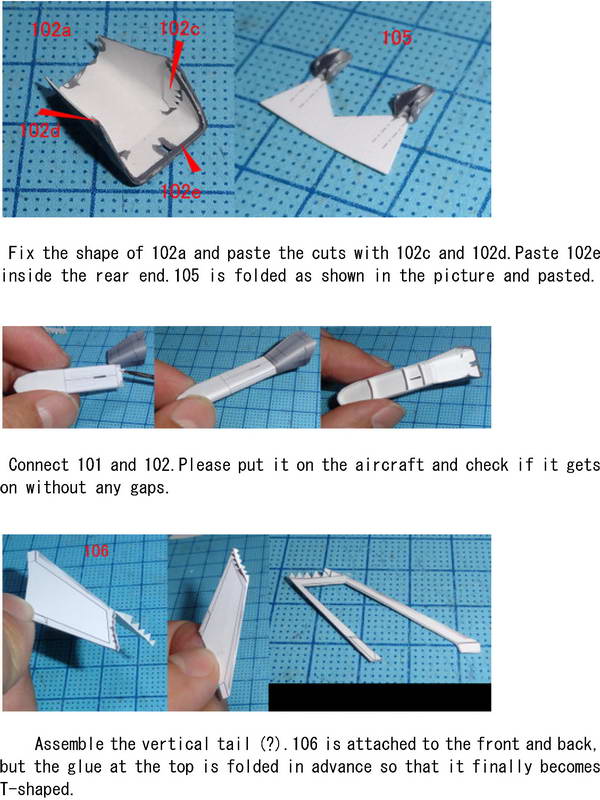 102a
102c
102d
102e
105
Fix the shape of 102a and paste the cuts with 102c and 102d.Paste 102e
inside the rear end.105 is folded as shown in the picture and pasted.
Connect 101 and 102.Please put it on the aircraft and check if it gets
on without any gaps.
106
Assemble the vertical tail (?).106 is attached to the front and back,
but the glue at the top is folded in advance so that it finally becomes
T-shaped.